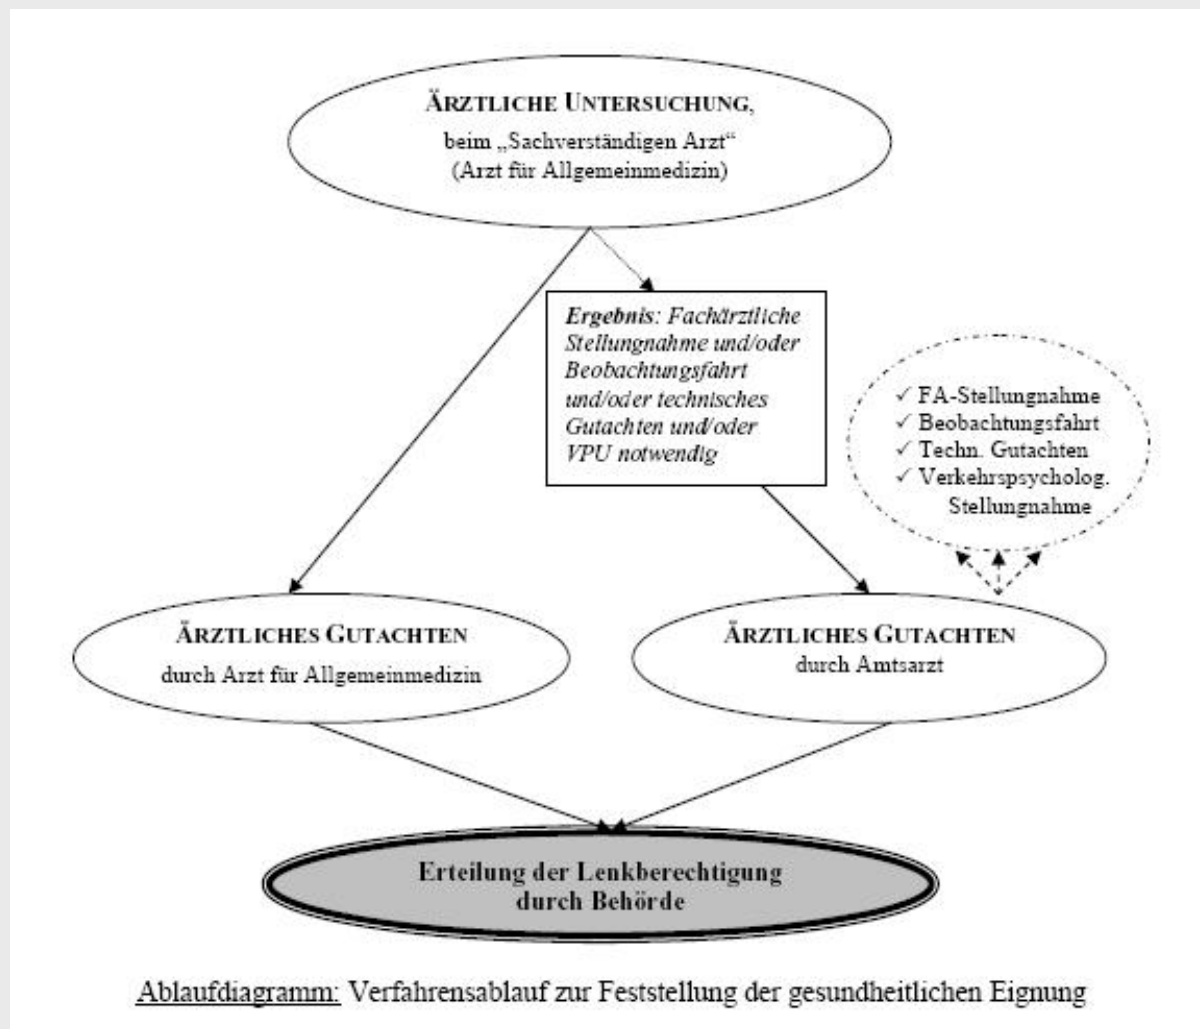 ÄRZTLICHE UNTERSUCHUNG,
beim „Sachverständigen Arzt“
(Arzt für Allgemeinmedizin)
Ergebnis: Fachärztliche
Stellungnahme und/oder
Beobachtungsfahrt
und/oder technisches
Gutachten und/oder
VPU notwendig
✓ FA-Stellungnahme
✓ Beobachtungsfahrt
✓ Techn. Gutachten
✓ Verkehrspsycholog.
Stellungnahme
ÄRZTLICHES GUTACHTEN
durch Arzt für Allgemeinmedizin
ÄRZTLICHES GUTACHTEN
durch Amtsarzt
Erteilung der Lenkberechtigung
durch Behörde
Ablaufdiagramm: Verfahrensablauf zur Feststellung der gesundheitlichen Eignung